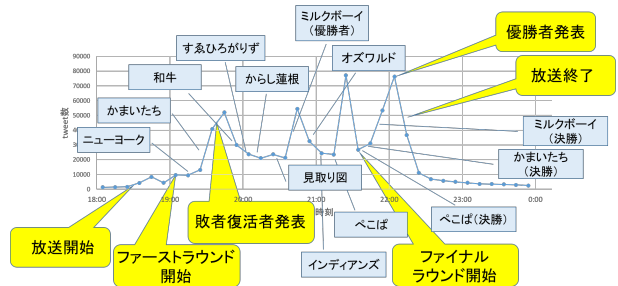 ミルクボーイ
（優勝者）
優勝者発表
すゑひろがりず
オズワルド
和牛
からし蓮根
放送終了
かまいたち
ニューヨーク
tweet数
90000
80000
70000
60000
50000
20000
10000
0
18:00
19:00
20:00
21:00
22:00
23:00
0:00
時刻
ミルクボーイ
（決勝）
かまいたち
（決勝）
見取り図
敗者復活者発表
ぺこぱ
ぺこぱ（決勝）
放送開始
ファーストラウンド
開始
インディアンズ
ファイナル
ラウンド開始